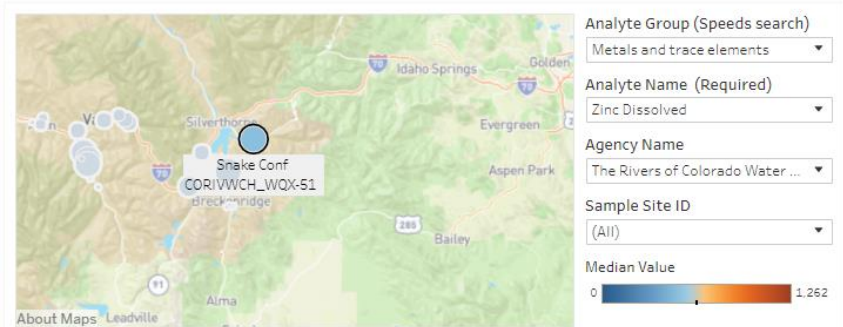 Idaho Springs
Golden
70
Silverthorne
Evergreen
Snake Conf
CORIVWCH_WQX-51
70
Aspen Park
Breckenridge
285
Bailey
91
Alma
About Maps
Leadville
Analyte Group (Speeds search)
Metals and trace elements
Analyte Name (Required)
Zinc Dissolved
Agency Name
The Rivers of Colorado Water ...
Sample Site ID
(All)
Median Value
0
1,252